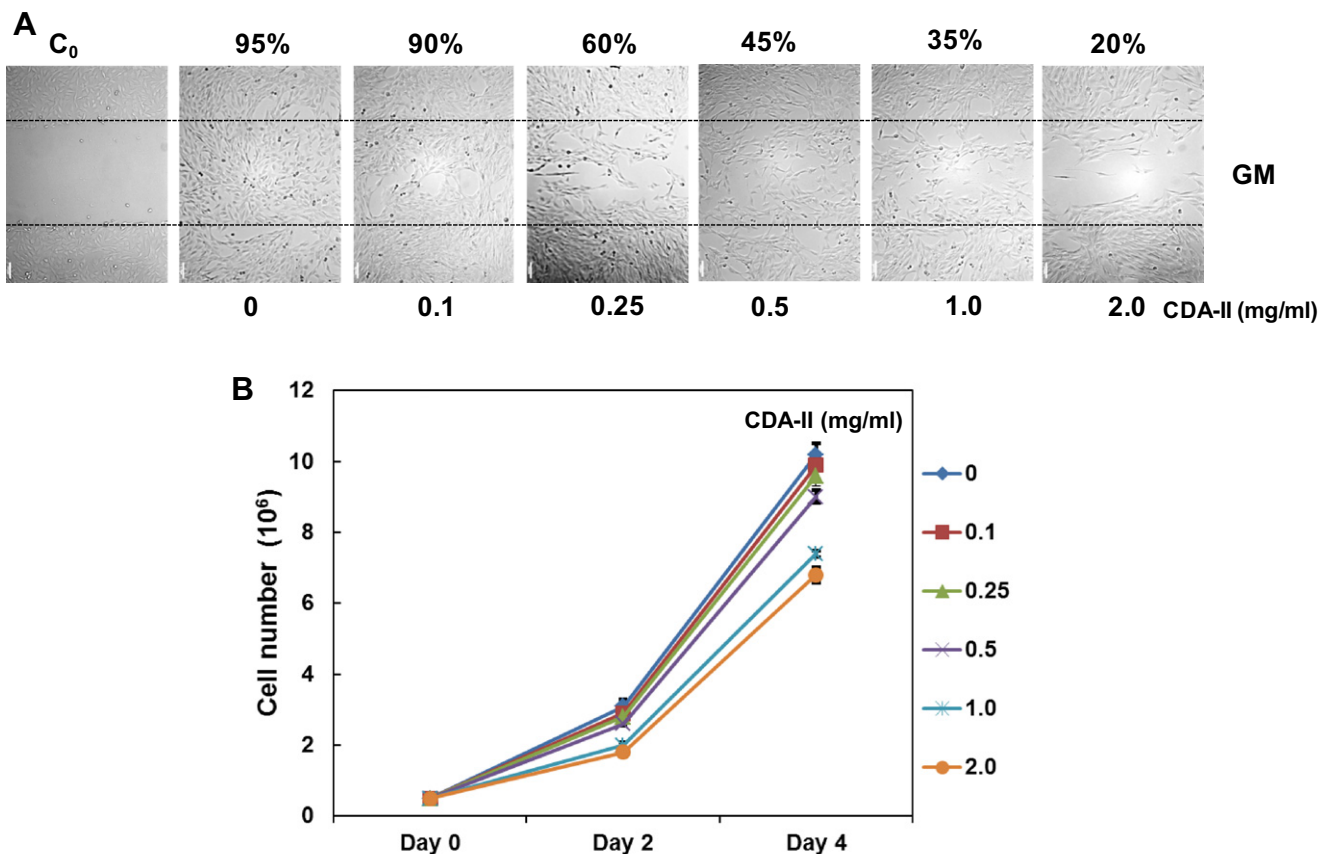 A
C₀ 95% 90% 60% 45% 35% 20%
GM
0 0.1 0.25 0.5 1.0 2.0 CDA-II (mg/ml)
B
CDA-II (mg/ml)
12
10
8
6
4
2
0
Cell number (10⁶)
Day 0 Day 2 Day 4
0
0.1
0.25
0.5
1.0
2.0